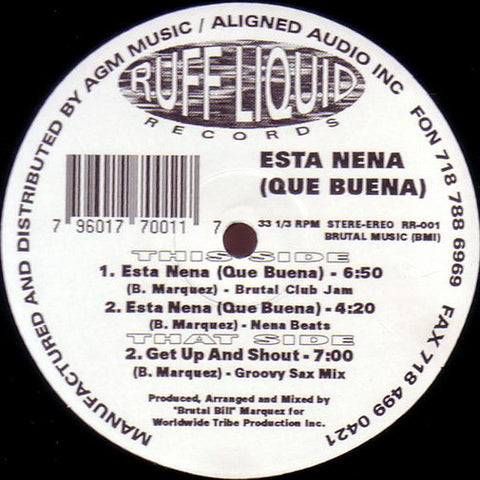 MANUFACTURED AND DISTRIBUTED BY AGM MUSIC / ALIGNED AUDIO INC FON 718 788 6969 FAX 718 499 0421
RUFF LIQUID
RECORDS
ESTA NENA
(QUE BUENA)
7 96017 70011 7
33 1/3 RPM STERE-EREO RR-001
BRUTAL MUSIC (BMI)
THIS SIDE
1. Esta Nena (Que Buena) - 6:50
(B. Marquez) - Brutal Club Jam
2. Esta Nena (Que Buena) - 4:20
(B. Marquez) - Nena Beats
THAT SIDE
2. Get Up And Shout - 7:00
(B. Marquez) - Groovy Sax Mix
Produced, Arranged and Mixed by
"Brutal Bill" Marquez for
Worldwide Tribe Production Inc.